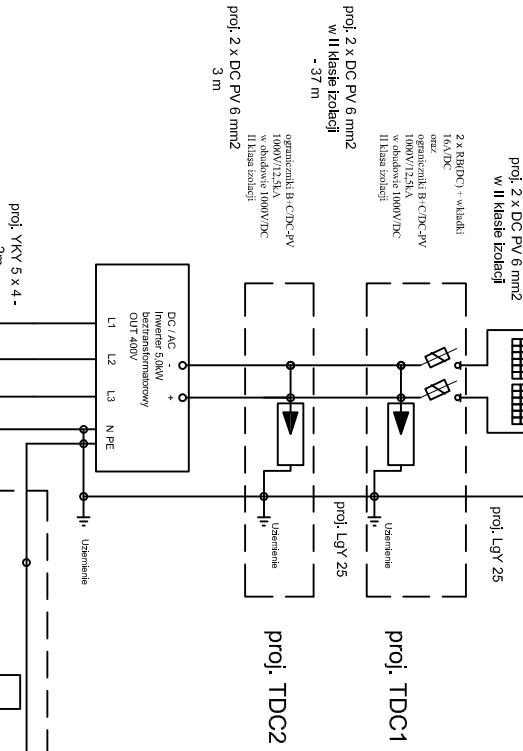 proj. 2 x DC PV 6 mm2
w II klasie izolacji
2 x RB(DC) + wkładki
16A/DC
oraz
ograniczniki B+C/DC-PV
1000V/12,5kA
w obudowie 1000V/DC
II klasa izolacji
proj. 2 x DC PV 6 mm2
w II klasie izolacji
- 37 m
ograniczniki B+C/DC-PV
1000V/12,5kA
w obudowie 1000V/DC
II klasa izolacji
proj. 2 x DC PV 6 mm2
3 m
proj. LgY 25
Uziemienie
proj. TDC1
proj. LgY 25
Uziemienie
proj. TDC2
DC / AC
Inwerter 5,0kW
beztransformatorowy
OUT 400V
- +
L1 L2 L3 N PE
Uziemienie
proj. YKY 5 x 4 -